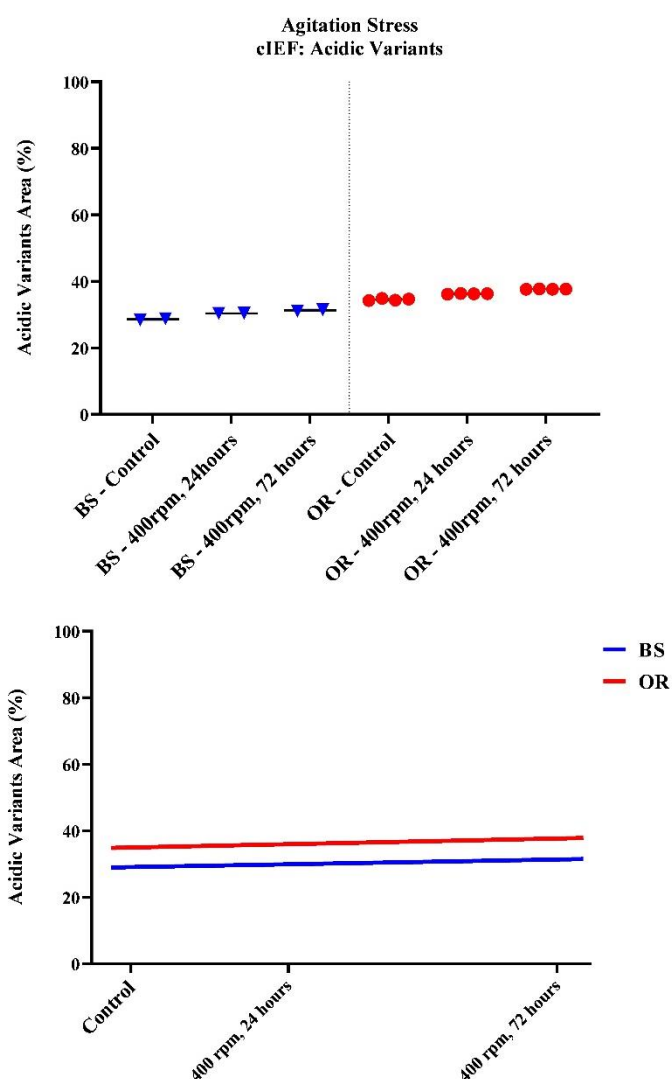 Agitation Stress
cIEF: Acidic Variants
Acidic Variants Area (%)
100
80
60
40
20
0
BS - Control
BS - 400rpm, 24hours
BS - 400rpm, 72 hours
OR - Control
OR - 400rpm, 24 hours
OR - 400rpm, 72 hours
Acidic Variants Area (%)
100
80
60
40
20
0
BS
OR
Control
400 rpm, 24 hours
400 rpm, 72 hours